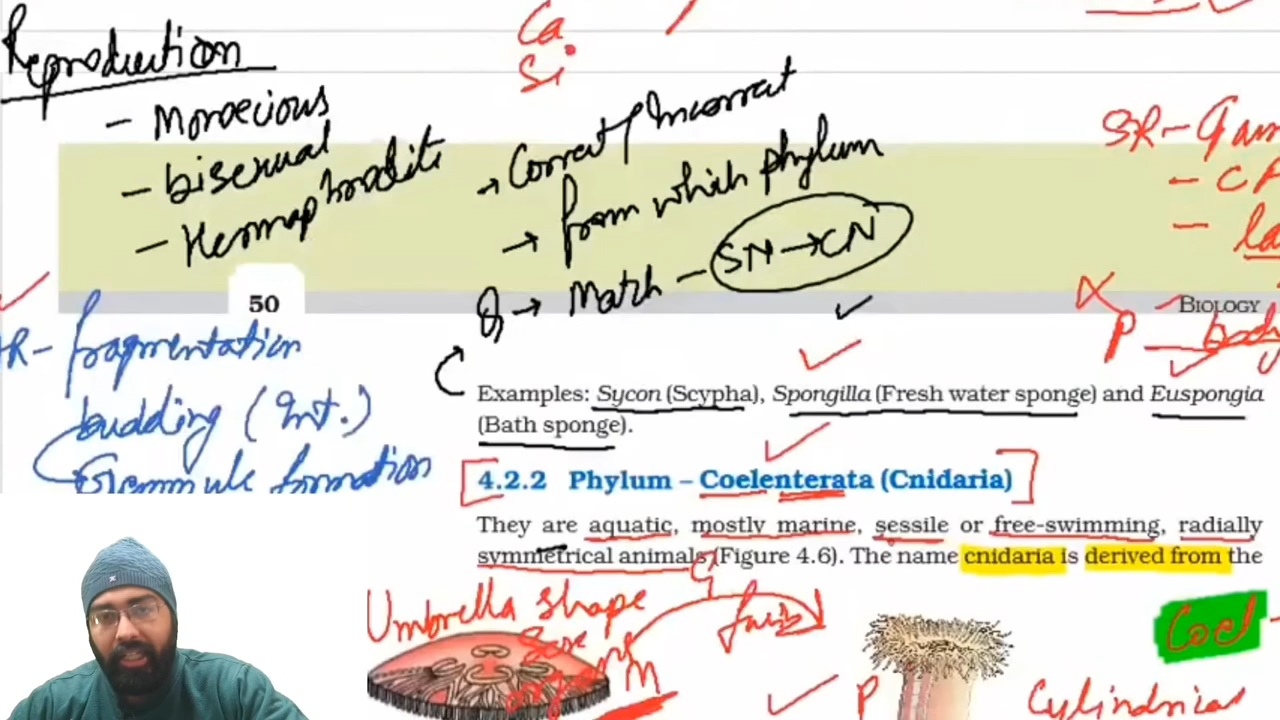 Reproduction
- Monoecious
- bisexual
- Hermaphrodite
Ca
Si
→ Correct/Incorrect
→ from which phylum
Q → Match - SN → CN
50
BIOLOGY
fragmentation
budding (Int.)
Gemmule formation
Examples: Sycon (Scypha), Spongilla (Fresh water sponge) and Euspongia
(Bath sponge).
4.2.2 Phylum – Coelenterata (Cnidaria)
They are aquatic, mostly marine, sessile or free-swimming, radially
symmetrical animals (Figure 4.6). The name cnidaria is derived from the
Umbrella shape
M
P
Coel